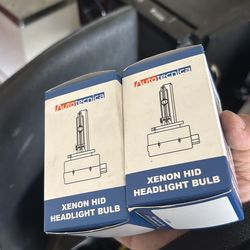 Autotecnica
XENON HID
HEADLIGHT BULB
Autotecnica
XENON HID
HEADLIGHT BULB